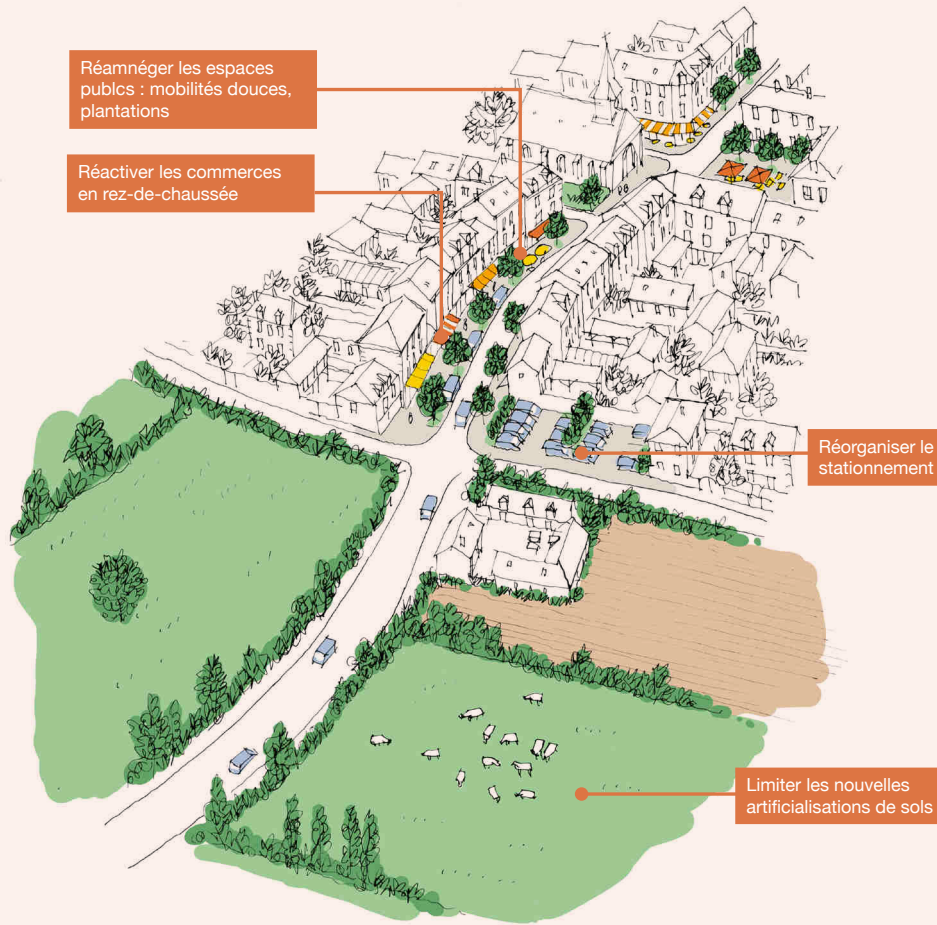 Réamnéger les espaces
publcs : mobilités douces,
plantations
Réactiver les commerces
en rez-de-chaussée
Réorganiser le
stationnement
Limiter les nouvelles
artificialisations de sols